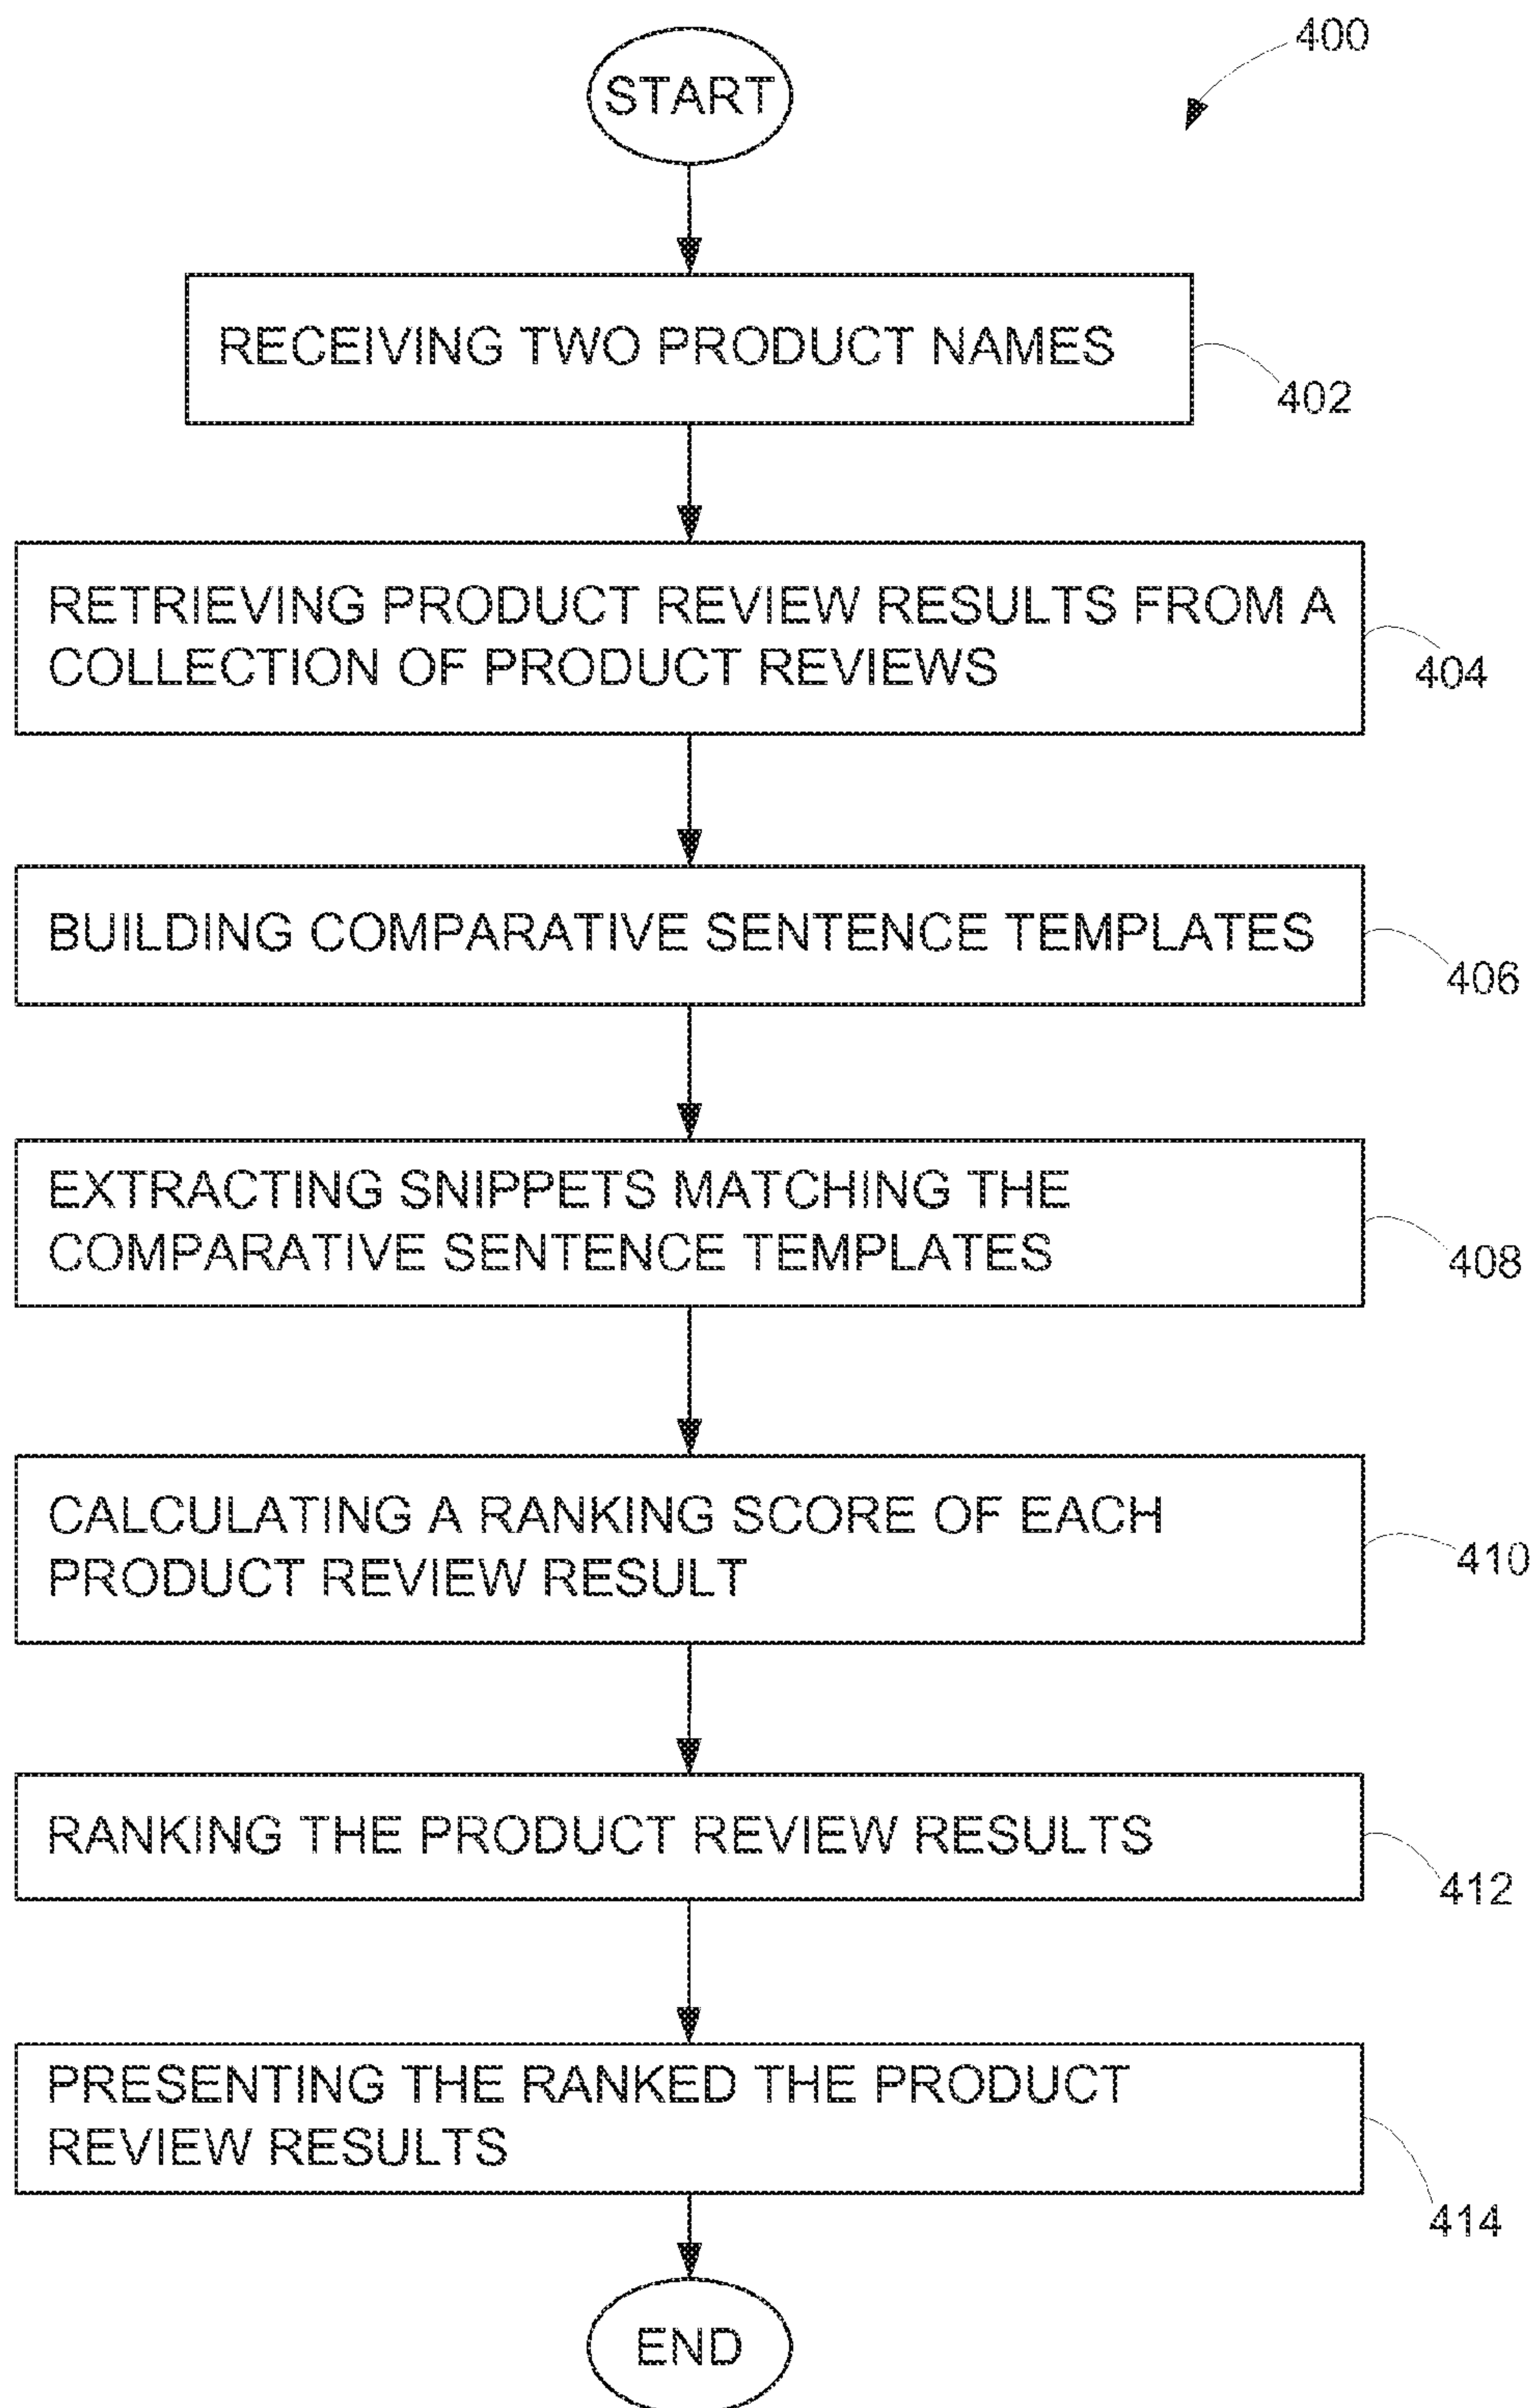 400
START
RECEIVING TWO PRODUCT NAMES
402
RETRIEVING PRODUCT REVIEW RESULTS FROM A
COLLECTION OF PRODUCT REVIEWS
404
BUILDING COMPARATIVE SENTENCE TEMPLATES
406
EXTRACTING SNIPPETS MATCHING THE
COMPARATIVE SENTENCE TEMPLATES
408
CALCULATING A RANKING SCORE OF EACH
PRODUCT REVIEW RESULT
410
RANKING THE PRODUCT REVIEW RESULTS
412
PRESENTING THE RANKED THE PRODUCT
REVIEW RESULTS
414
END